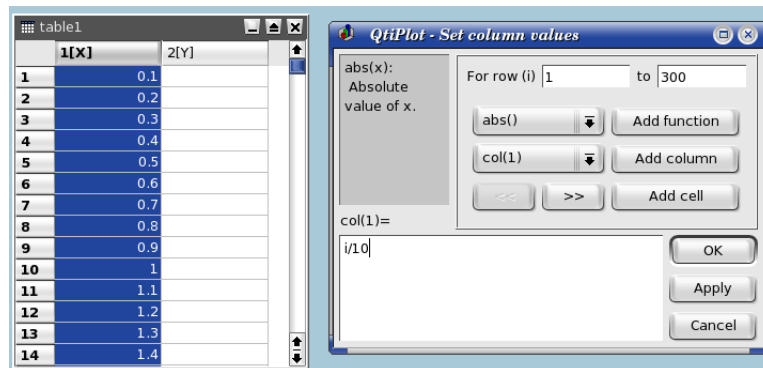 table1
1[X] 2[Y]
1 0.1
2 0.2
3 0.3
4 0.4
5 0.5
6 0.6
7 0.7
8 0.8
9 0.9
10 1
11 1.1
12 1.2
13 1.3
14 1.4
QtiPlot - Set column values
abs(x):
Absolute
value of x.
For row (i) 1 to 300
abs() Add function
col(1) Add column
<< >> Add cell
col(1)=
i/10
OK
Apply
Cancel